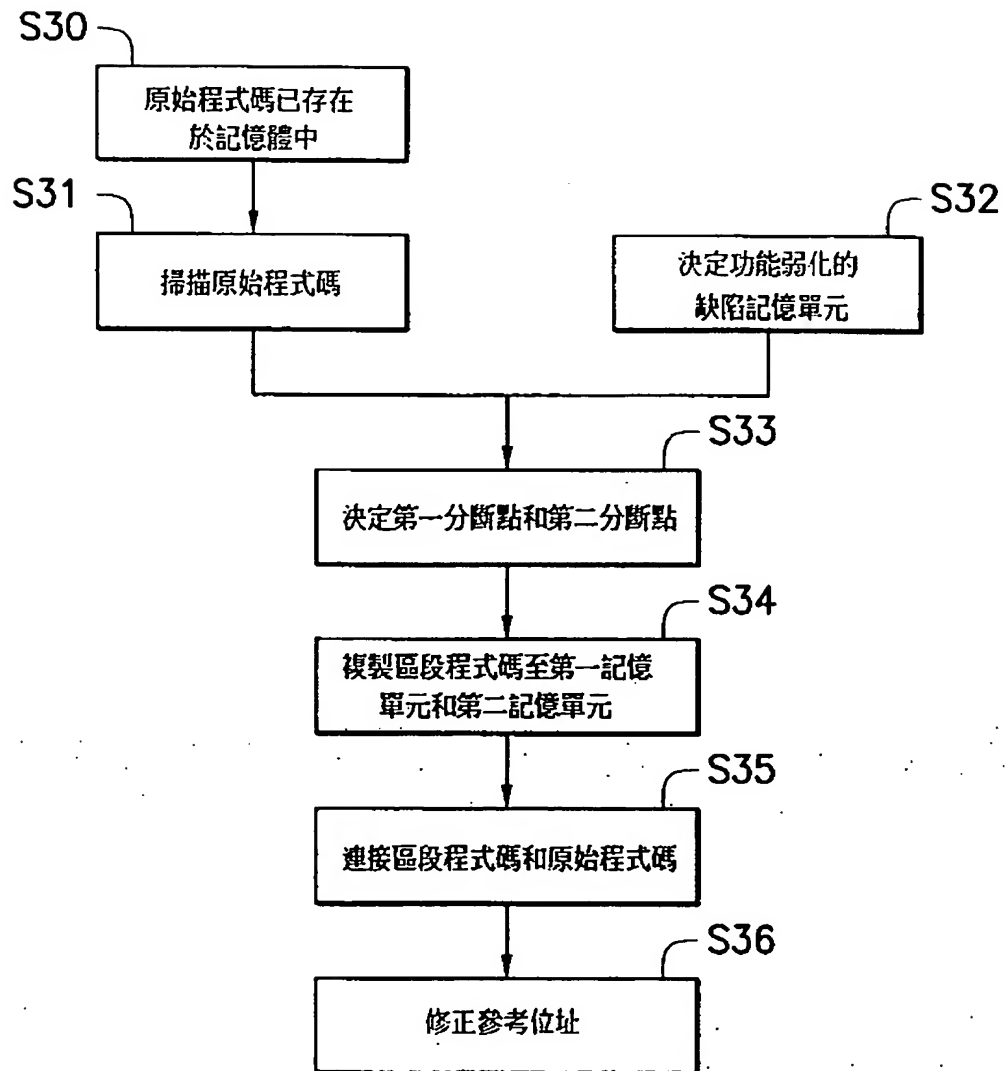 S30
原始程式碼已存在
於記憶體中
S31
掃描原始程式碼
S32
決定功能弱化的
缺陷記憶單元
S33
決定第一分斷點和第二分斷點
S34
複製區段程式碼至第一記憶
單元和第二記憶單元
S35
連接區段程式碼和原始程式碼
S36
修正參考位址